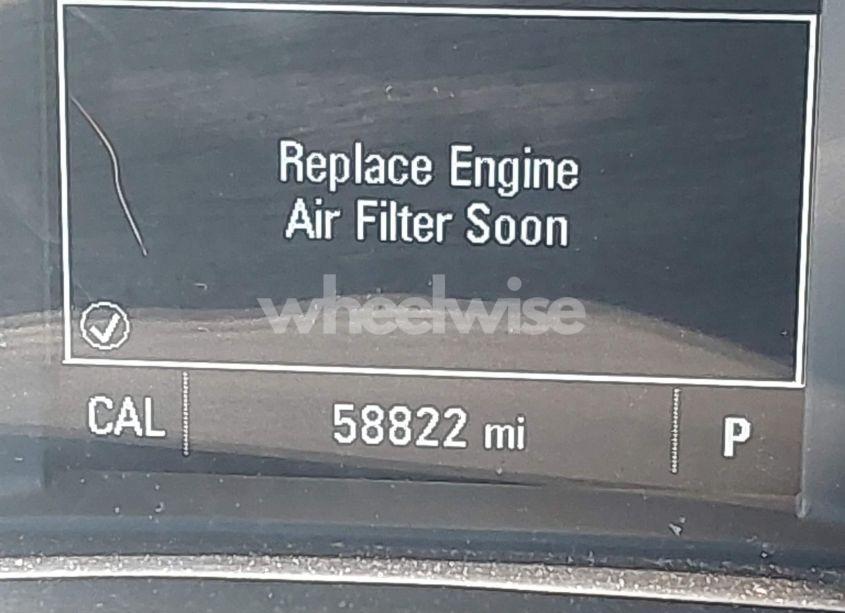 Replace Engine
Air Filter Soon
wheelwise
CAL 58822 mi P